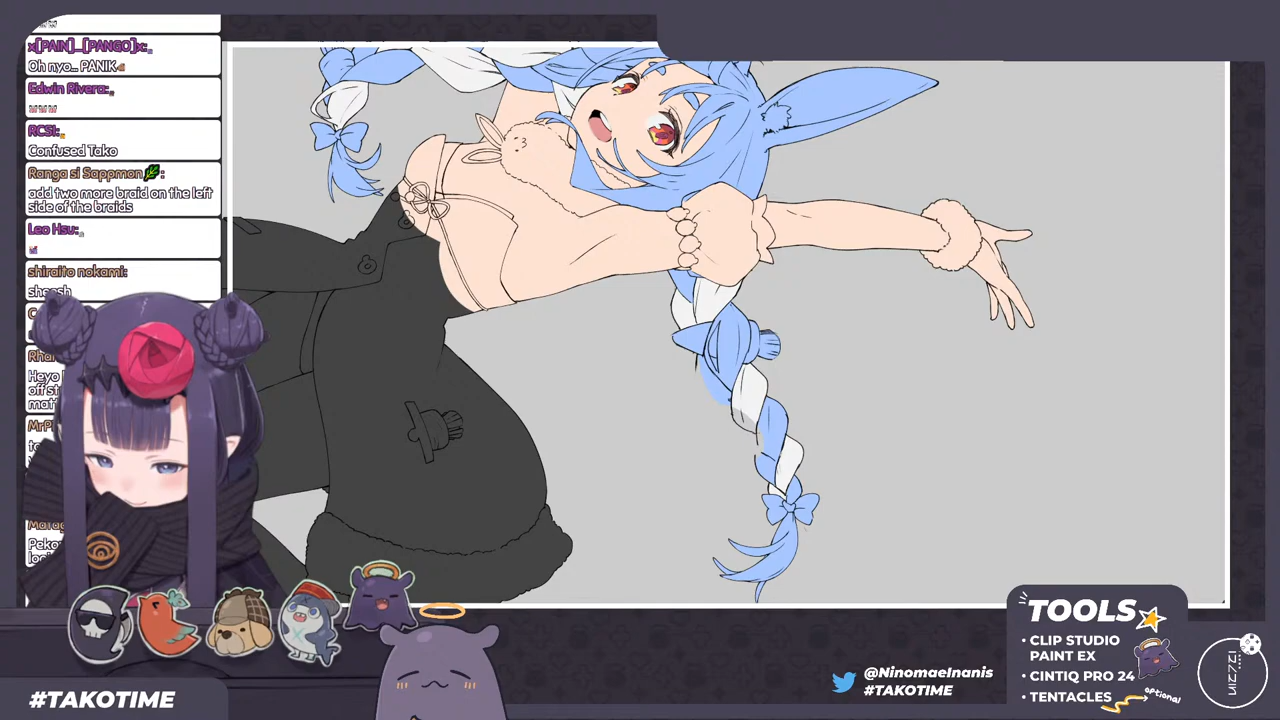 x[PAIN]_[PANGO]x:
Oh nyo... PANIK
Edwin Rivera:
RCSI:
Confused Tako
Ranga si Sappmon :
add two more braid on the left
side of the braids
Leo Hsu:
shiraito nokami:
sheesh
Heyo
off st
TOOLS
• CLIP STUDIO
PAINT EX
• CINTIQ PRO 24
• TENTACLES
optional
@NinomaeInanis
#TAKOTIME
#TAKOTIME